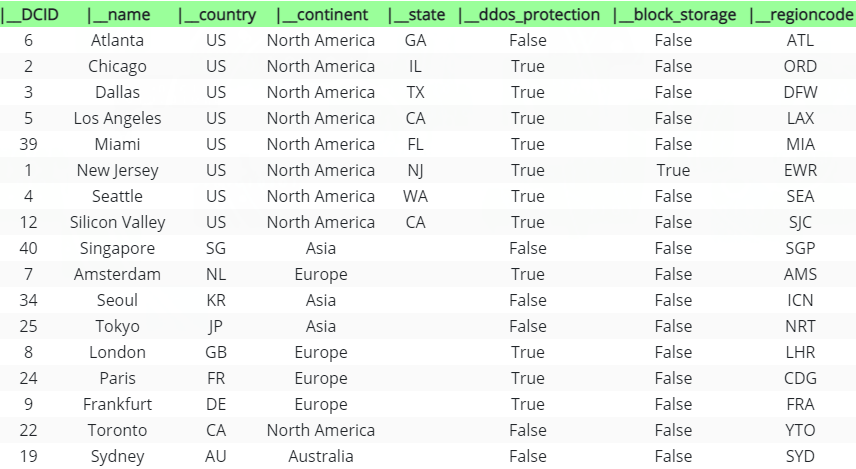 |__DCID |__name |__country |__continent |__state |__ddos_protection |__block_storage |__regioncode
6 Atlanta US North America GA False False ATL
2 Chicago US North America IL True False ORD
3 Dallas US North America TX True False DFW
5 Los Angeles US North America CA True False LAX
39 Miami US North America FL True False MIA
1 New Jersey US North America NJ True True EWR
4 Seattle US North America WA True False SEA
12 Silicon Valley US North America CA True False SJC
40 Singapore SG Asia False False SGP
7 Amsterdam NL Europe True False AMS
34 Seoul KR Asia False False ICN
25 Tokyo JP Asia False False NRT
8 London GB Europe True False LHR
24 Paris FR Europe True False CDG
9 Frankfurt DE Europe True False FRA
22 Toronto CA North America False False YTO
19 Sydney AU Australia False False SYD